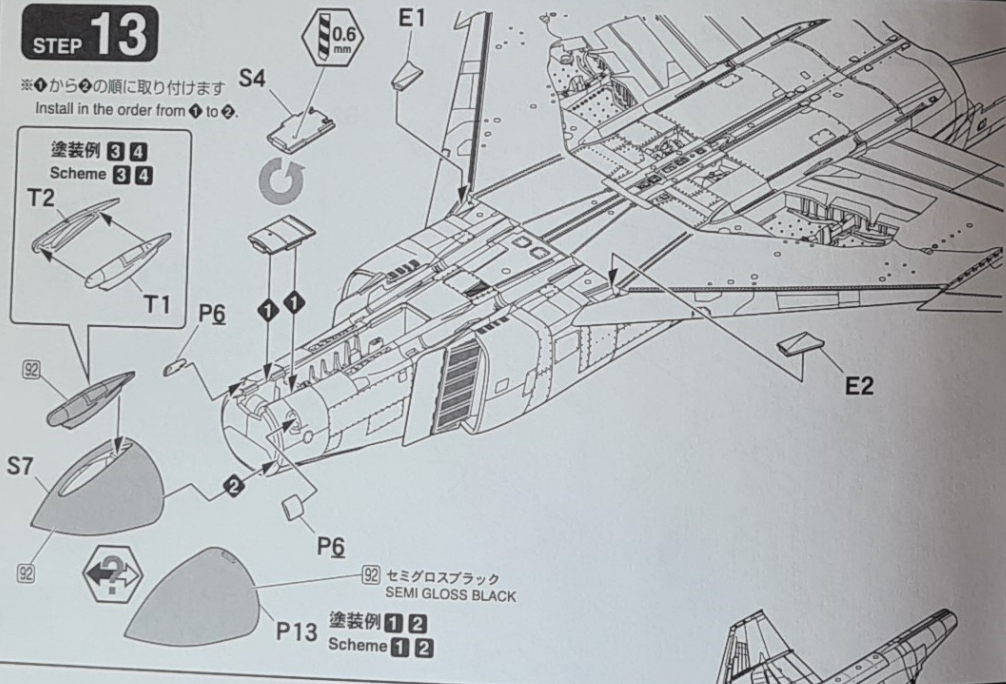 STEP 13
※❶から❷の順に取り付けます
Install in the order from ❶ to ❷.
0.6
mm
S4
E1
塗装例 3 4
Scheme 3 4
T2
T1
P6
1
1
92
E2
S7
2
P6
92
?
92 セミグロスブラック
SEMI GLOSS BLACK
P13
塗装例 1 2
Scheme 1 2